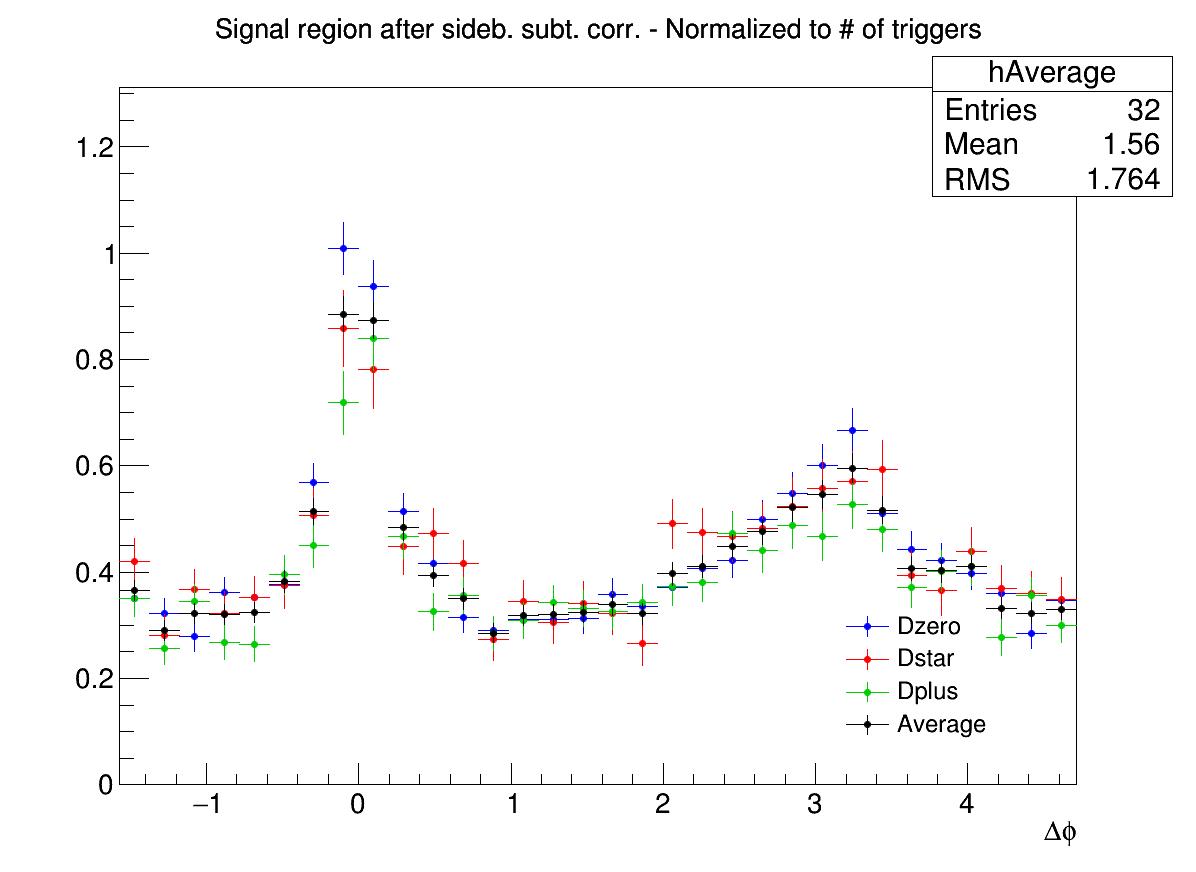 Signal region after sideb. subt. corr. - Normalized to # of triggers
hAverage
Entries 32
Mean 1.56
RMS 1.764
1.2
1
0.8
0.6
0.4
0.2
0
Dzero
Dstar
Dplus
Average
−1 0 1 2 3 4
Δϕ